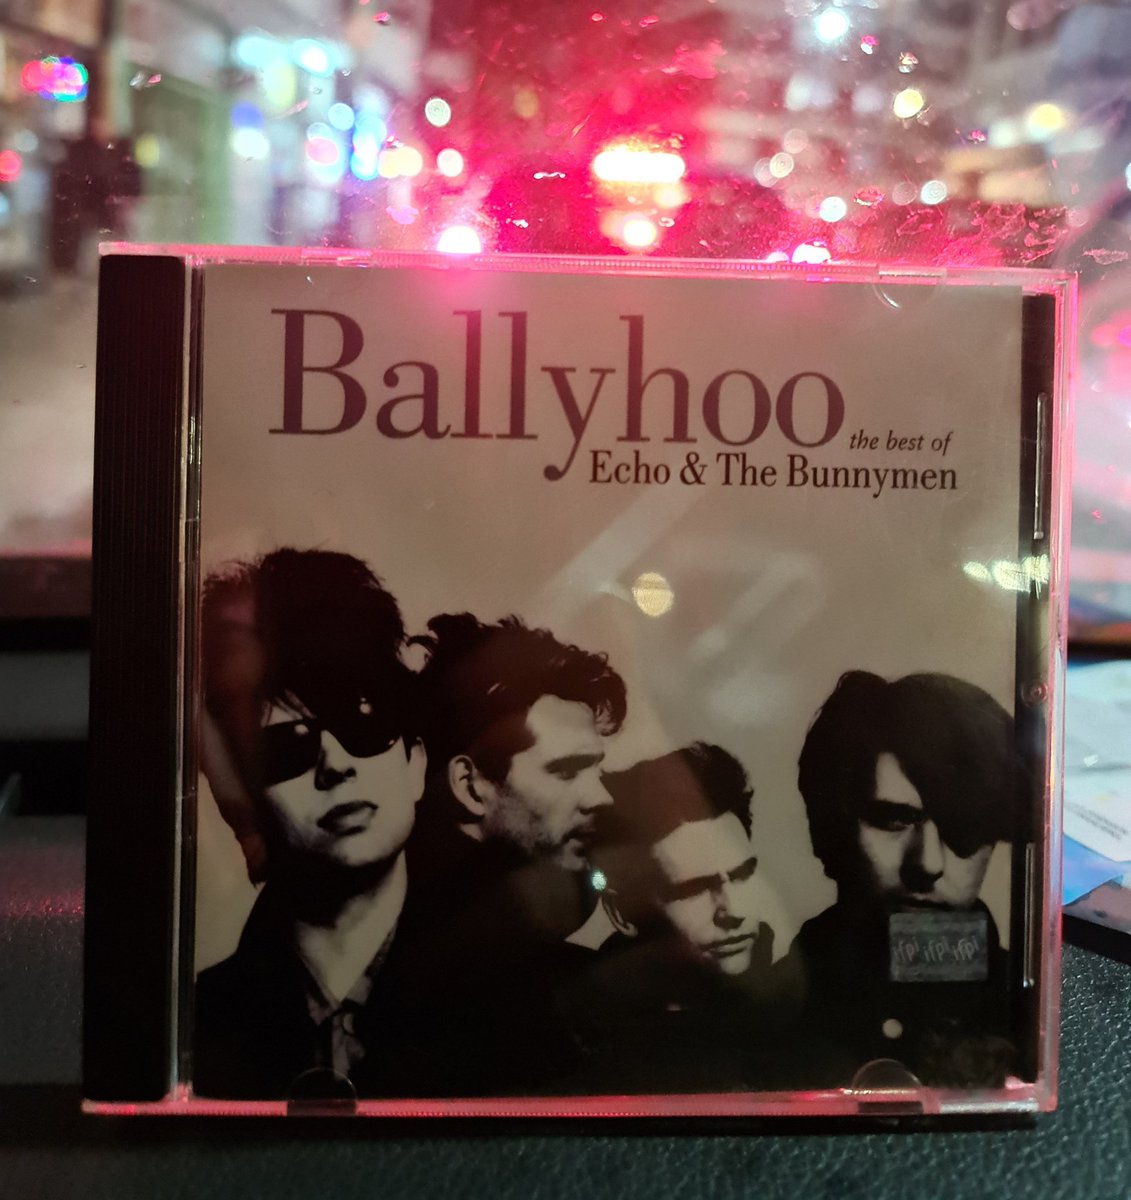 Ballyhoo
the best of
Echo & The Bunnymen
ifpi ifpi ifpi